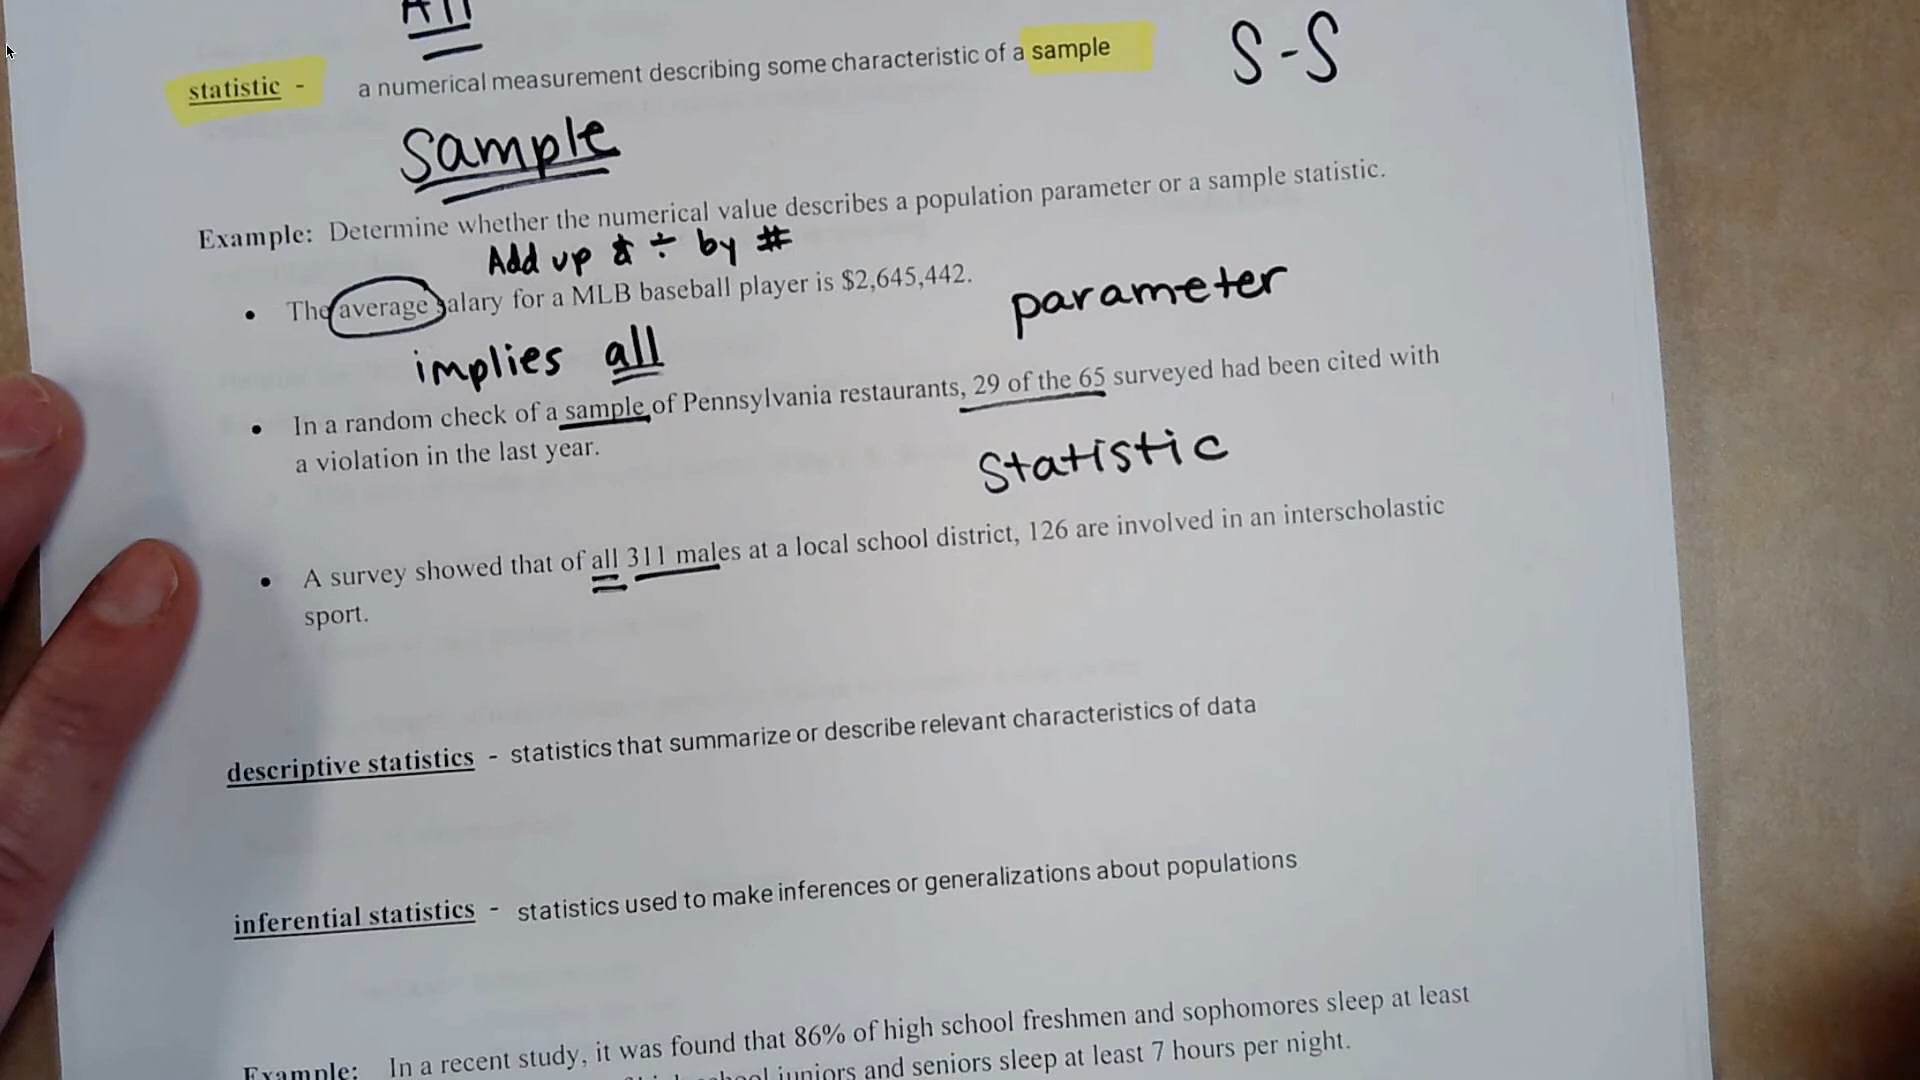 All
statistic - a numerical measurement describing some characteristic of a sample S-S
Sample
Example: Determine whether the numerical value describes a population parameter or a sample statistic.
Add up & ÷ by #
• The average salary for a MLB baseball player is $2,645,442.
parameter
implies all
• In a random check of a sample of Pennsylvania restaurants, 29 of the 65 surveyed had been cited with
a violation in the last year.
Statistic
• A survey showed that of all 311 males at a local school district, 126 are involved in an interscholastic
sport.
descriptive statistics - statistics that summarize or describe relevant characteristics of data
inferential statistics - statistics used to make inferences or generalizations about populations
Example: In a recent study, it was found that 86% of high school freshmen and sophomores sleep at least
school juniors and seniors sleep at least 7 hours per night.